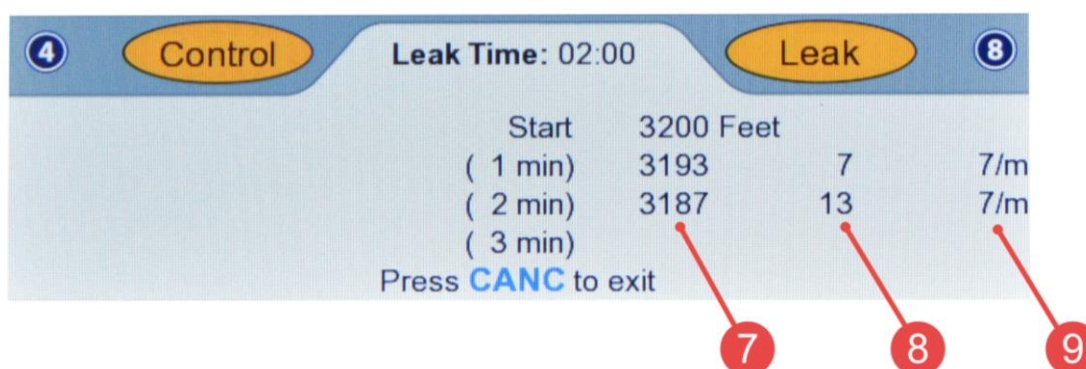 4 Control Leak Time: 02:00 Leak 8
Start 3200 Feet
( 1 min) 3193 7 7/m
( 2 min) 3187 13 7/m
( 3 min)
Press CANC to exit
7 8 9